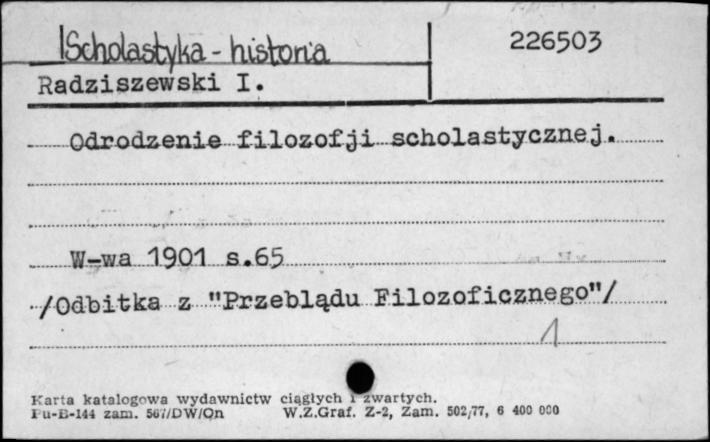 Scholastyka - historia
226503
Radziszewski I.
Odrodzenie filozofji scholastycznej.
W-wa 1901 s.65
/Odbitka z "Przeblądu Filozoficznego"/
1
Karta katalogowa wydawnictw ciągłych i zwartych.
Pu-B-144 zam. 567/DW/Qn W.Z.Graf. Z-2, Zam. 502/77, 6 400 000